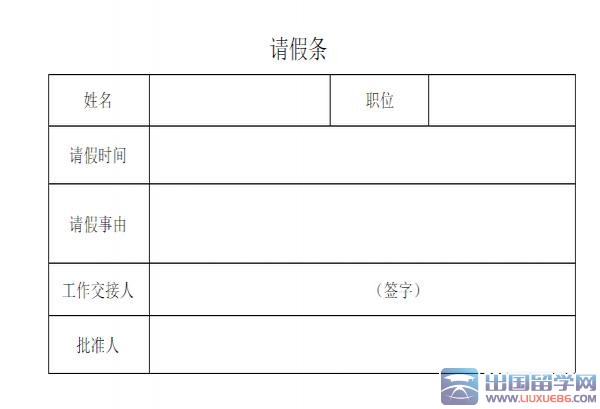 请假条
姓名 职位
请假时间
请假事由
工作交接人 （签字）
批准人
出国留学网
WWW.LIUXUE86.COM